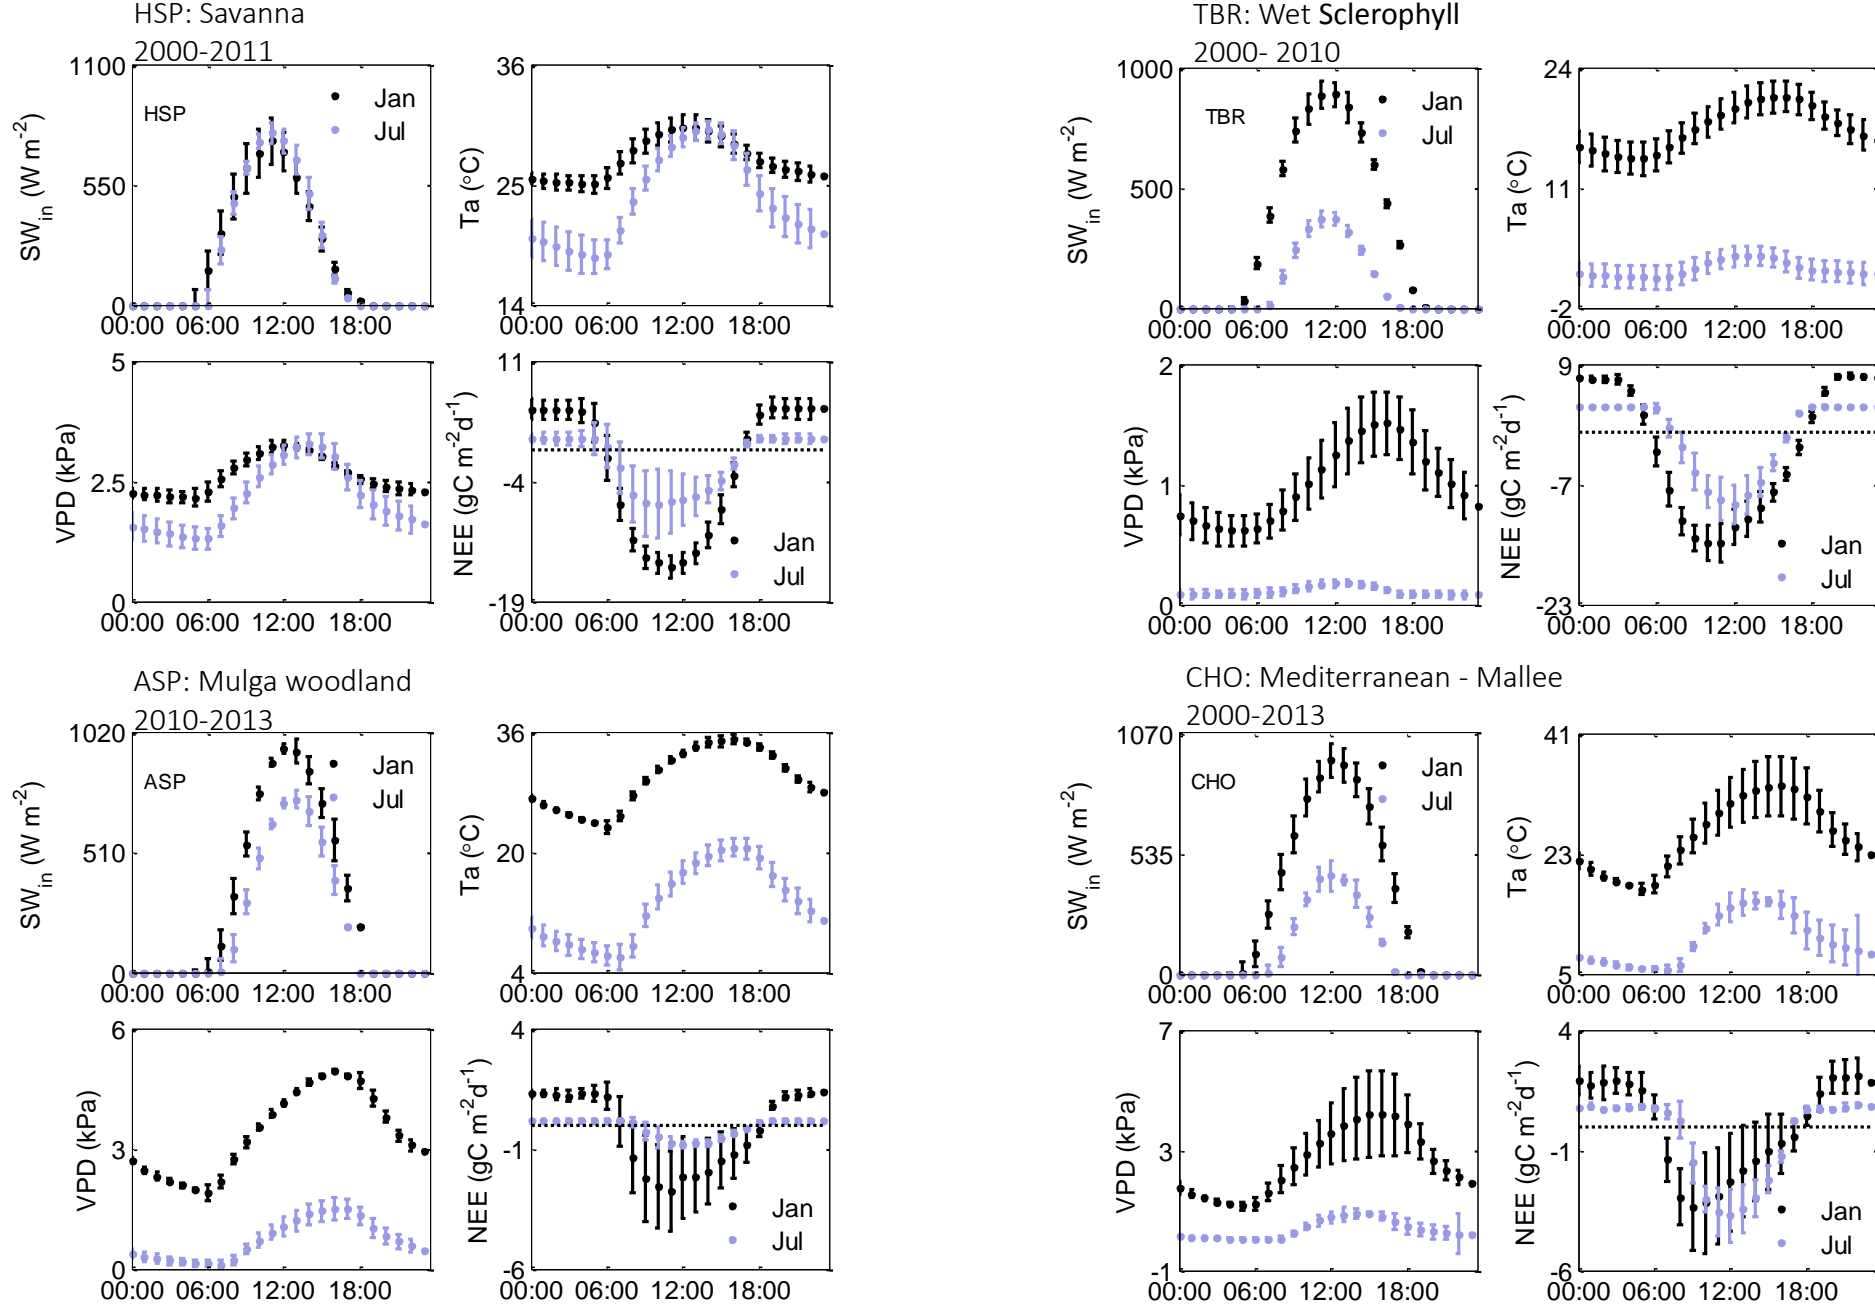 HSP: Savanna
2000-2011
1100
550
0
SWin (W m-2)
HSP
Jan
Jul
00:00 06:00 12:00 18:00
36
25
14
Ta (°C)
00:00 06:00 12:00 18:00
5
2.5
0
VPD (kPa)
00:00 06:00 12:00 18:00
11
-4
-19
NEE (gC m-2d-1)
Jan
Jul
00:00 06:00 12:00 18:00
TBR: Wet Sclerophyll
2000- 2010
1000
500
0
SWin (W m-2)
TBR
Jan
Jul
00:00 06:00 12:00 18:00
24
11
-2
Ta (°C)
00:00 06:00 12:00 18:00
2
1
0
VPD (kPa)
00:00 06:00 12:00 18:00
9
-7
-23
NEE (gC m-2d-1)
Jan
Jul
00:00 06:00 12:00 18:00
ASP: Mulga woodland
2010-2013
1020
510
0
SWin (W m-2)
ASP
Jan
Jul
00:00 06:00 12:00 18:00
36
20
4
Ta (°C)
00:00 06:00 12:00 18:00
6
3
0
VPD (kPa)
00:00 06:00 12:00 18:00
4
-1
-6
NEE (gC m-2d-1)
Jan
Jul
00:00 06:00 12:00 18:00
CHO: Mediterranean - Mallee
2000-2013
1070
535
0
SWin (W m-2)
CHO
Jan
Jul
00:00 06:00 12:00 18:00
41
23
5
Ta (°C)
00:00 06:00 12:00 18:00
7
3
-1
VPD (kPa)
00:00 06:00 12:00 18:00
4
-1
-6
NEE (gC m-2d-1)
Jan
Jul
00:00 06:00 12:00 18:00